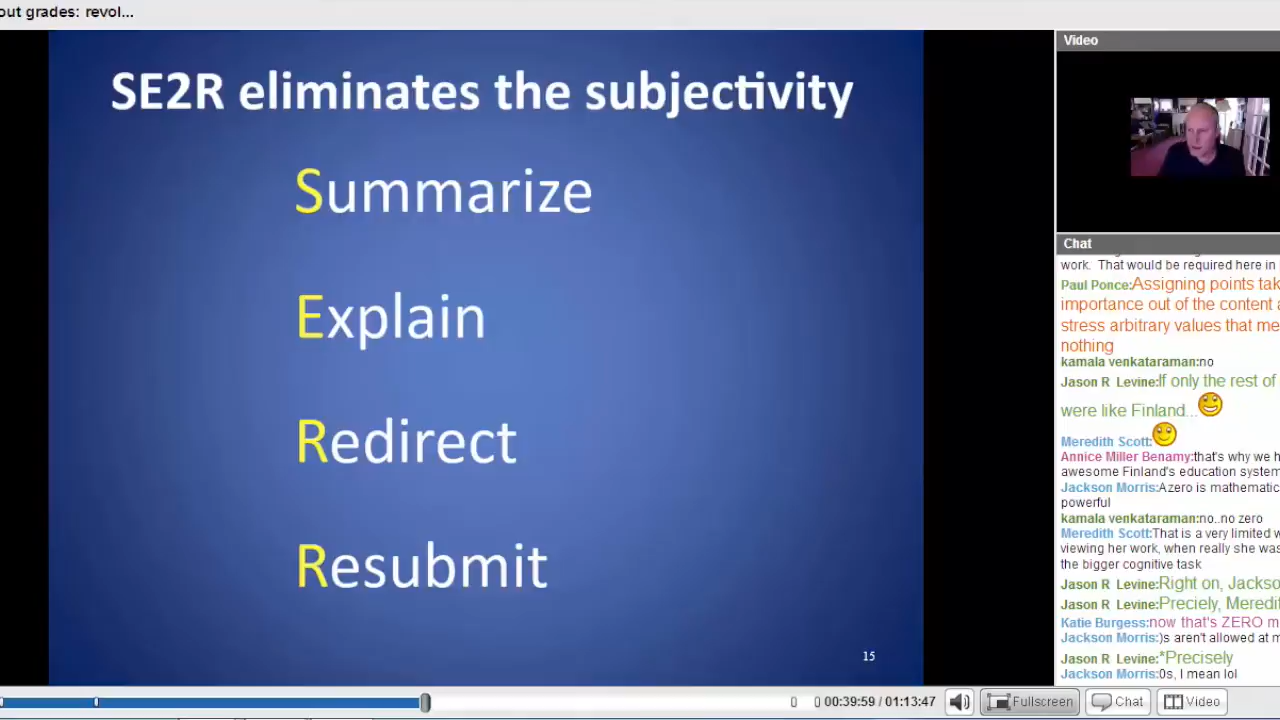 out grades: revol...
SE2R eliminates the subjectivity
Summarize
Explain
Redirect
Resubmit
15
Video
Chat
work. That would be required here in
Paul Ponce:Assigning points tak
importance out of the content a
stress arbitrary values that me
nothing
kamala venkataraman:no
Jason R Levine:If only the rest of
were like Finland...
Meredith Scott:
Annice Miller Benamy:that's why we h
awesome Finland's education system
Jackson Morris:Azero is mathematic
powerful
kamala venkataraman:no..no zero
Meredith Scott:That is a very limited w
viewing her work, when really she was
the bigger cognitive task
Jason R Levine:Right on, Jackso
Jason R Levine:Preciely, Meredit
Katie Burgess:now that's ZERO m
Jackson Morris:)s aren't allowed at m
Jason R Levine:*Precisely
Jackson Morris:0s, I mean lol
00:39:59 / 01:13:47
Fullscreen
Chat
Video